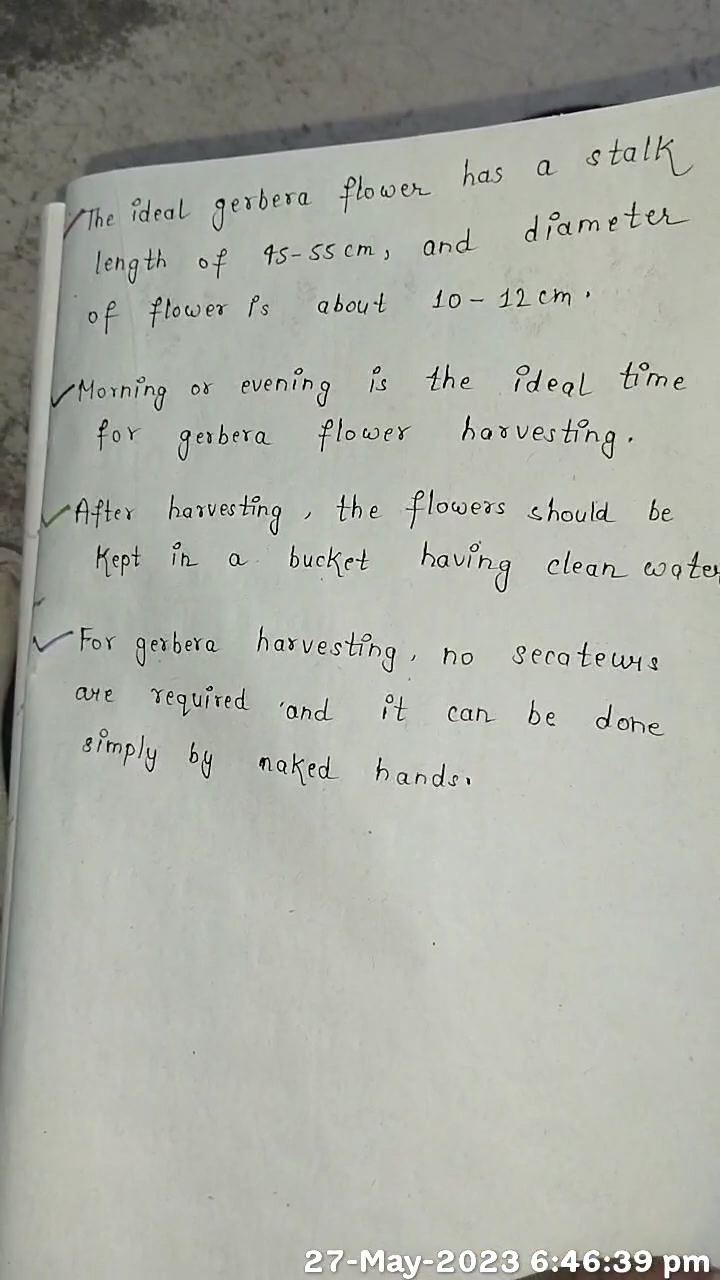 ✓The ideal gerbera flower has a stalk
length of 45-55 cm, and diameter
of flower is about 10-12 cm.
✓Morning or evening is the ideal time
for gerbera flower harvesting.
✓After harvesting, the flowers should be
kept in a bucket having clean water
✓For gerbera harvesting, no secateurs
are required and it can be done
simply by naked hands.
27-May-2023 6:46:39 pm